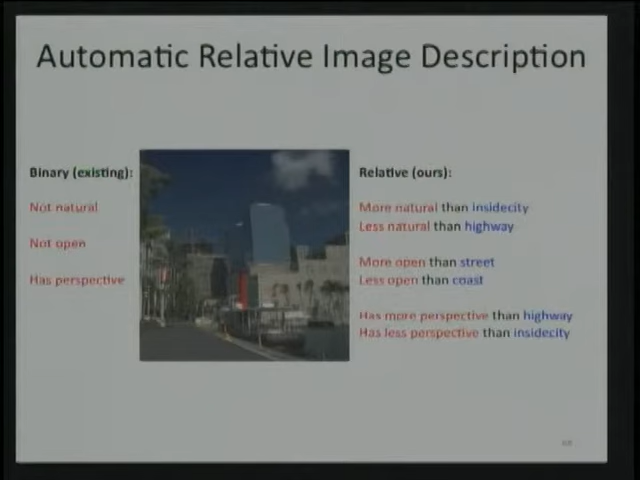 Automatic Relative Image Description
Binary (existing):
Not natural
Not open
Has perspective
Relative (ours):
More natural than insidecity
Less natural than highway
More open than street
Less open than coast
Has more perspective than highway
Has less perspective than insidecity